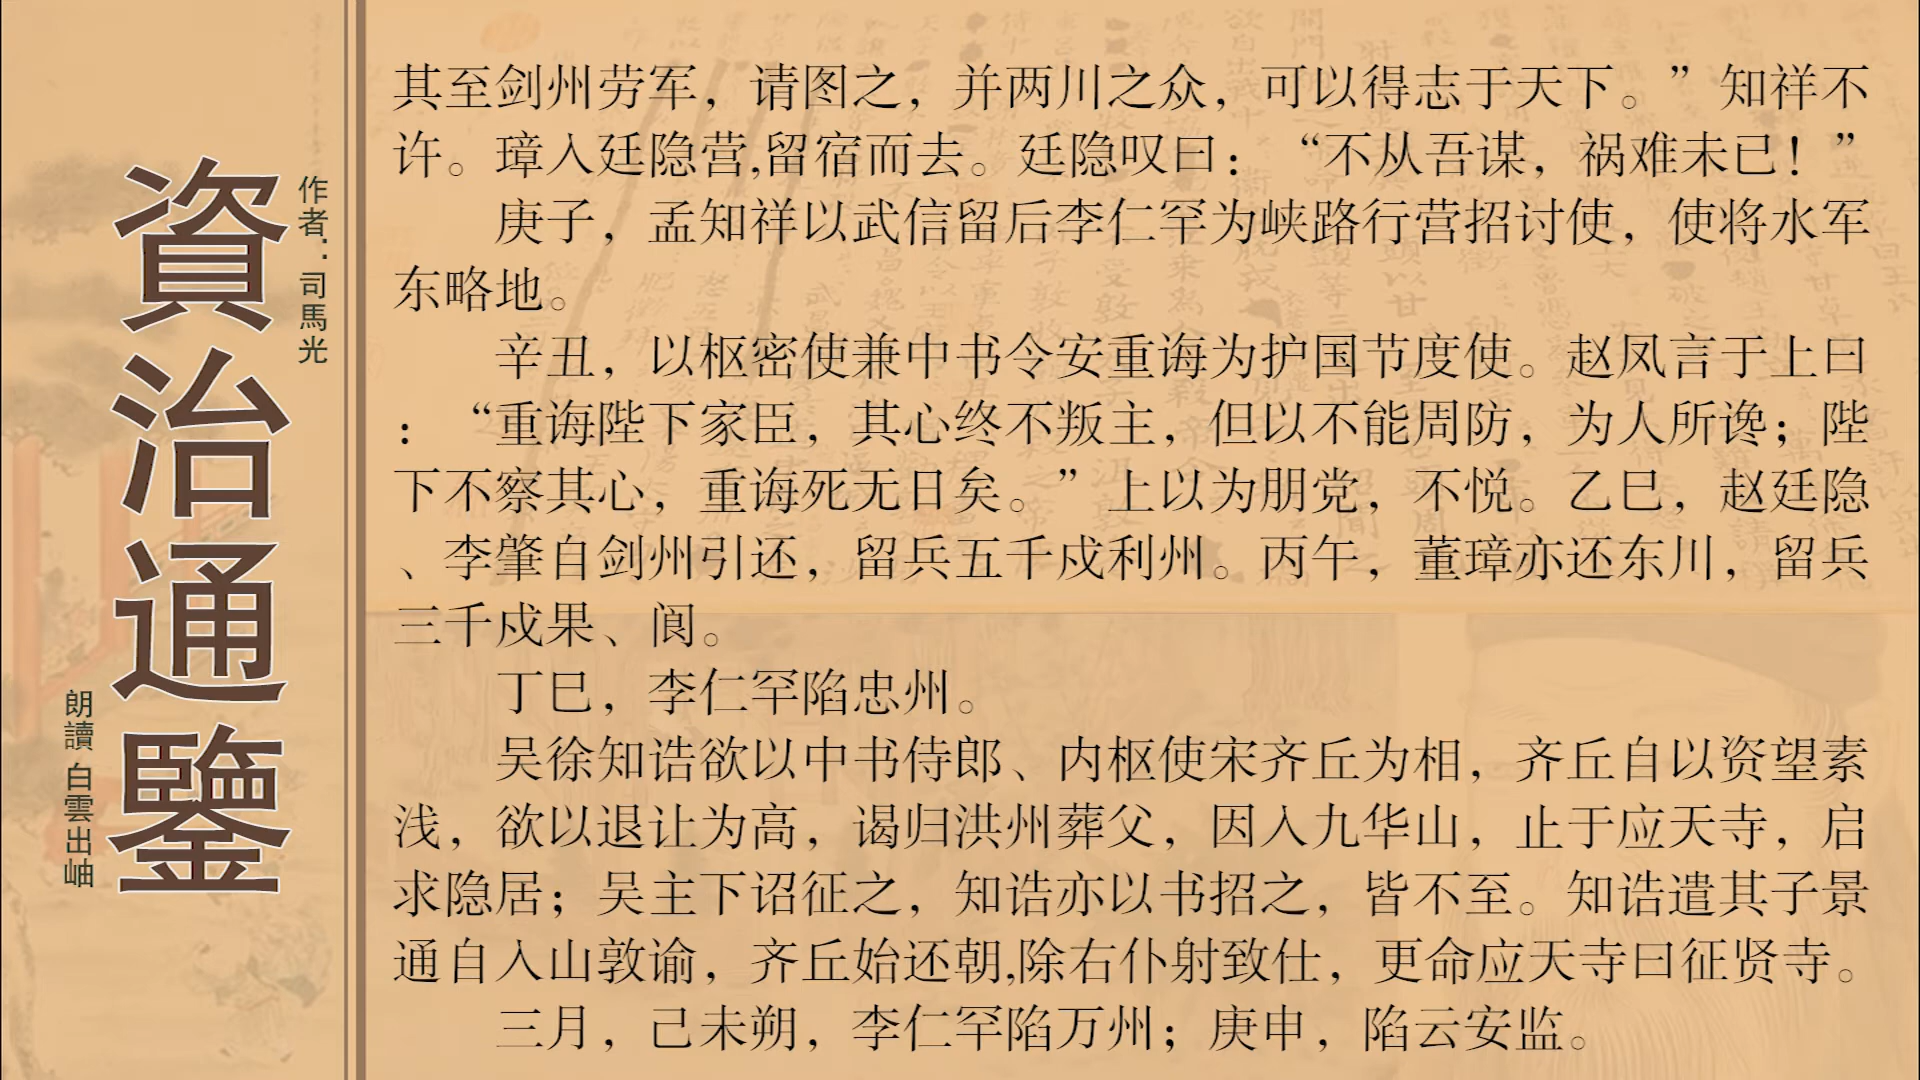 資治通鑒
作者：司馬光
朗讀 白雲出岫
其至剑州劳军，请图之，并两川之众，可以得志于天下。”知祥不
许。璋入廷隐营,留宿而去。廷隐叹曰：“不从吾谋，祸难未已！”
庚子，孟知祥以武信留后李仁罕为峡路行营招讨使，使将水军
东略地。
辛丑，以枢密使兼中书令安重诲为护国节度使。赵凤言于上曰
：“重诲陛下家臣，其心终不叛主，但以不能周防，为人所谗；陛
下不察其心，重诲死无日矣。”上以为朋党，不悦。乙巳，赵廷隐
、李肇自剑州引还，留兵五千戍利州。丙午，董璋亦还东川，留兵
三千戍果、阆。
丁巳，李仁罕陷忠州。
吴徐知诰欲以中书侍郎、内枢使宋齐丘为相，齐丘自以资望素
浅，欲以退让为高，谒归洪州葬父，因入九华山，止于应天寺，启
求隐居；吴主下诏征之，知诰亦以书招之，皆不至。知诰遣其子景
通自入山敦谕，齐丘始还朝,除右仆射致仕，更命应天寺曰征贤寺。
三月，己未朔，李仁罕陷万州；庚申，陷云安监。